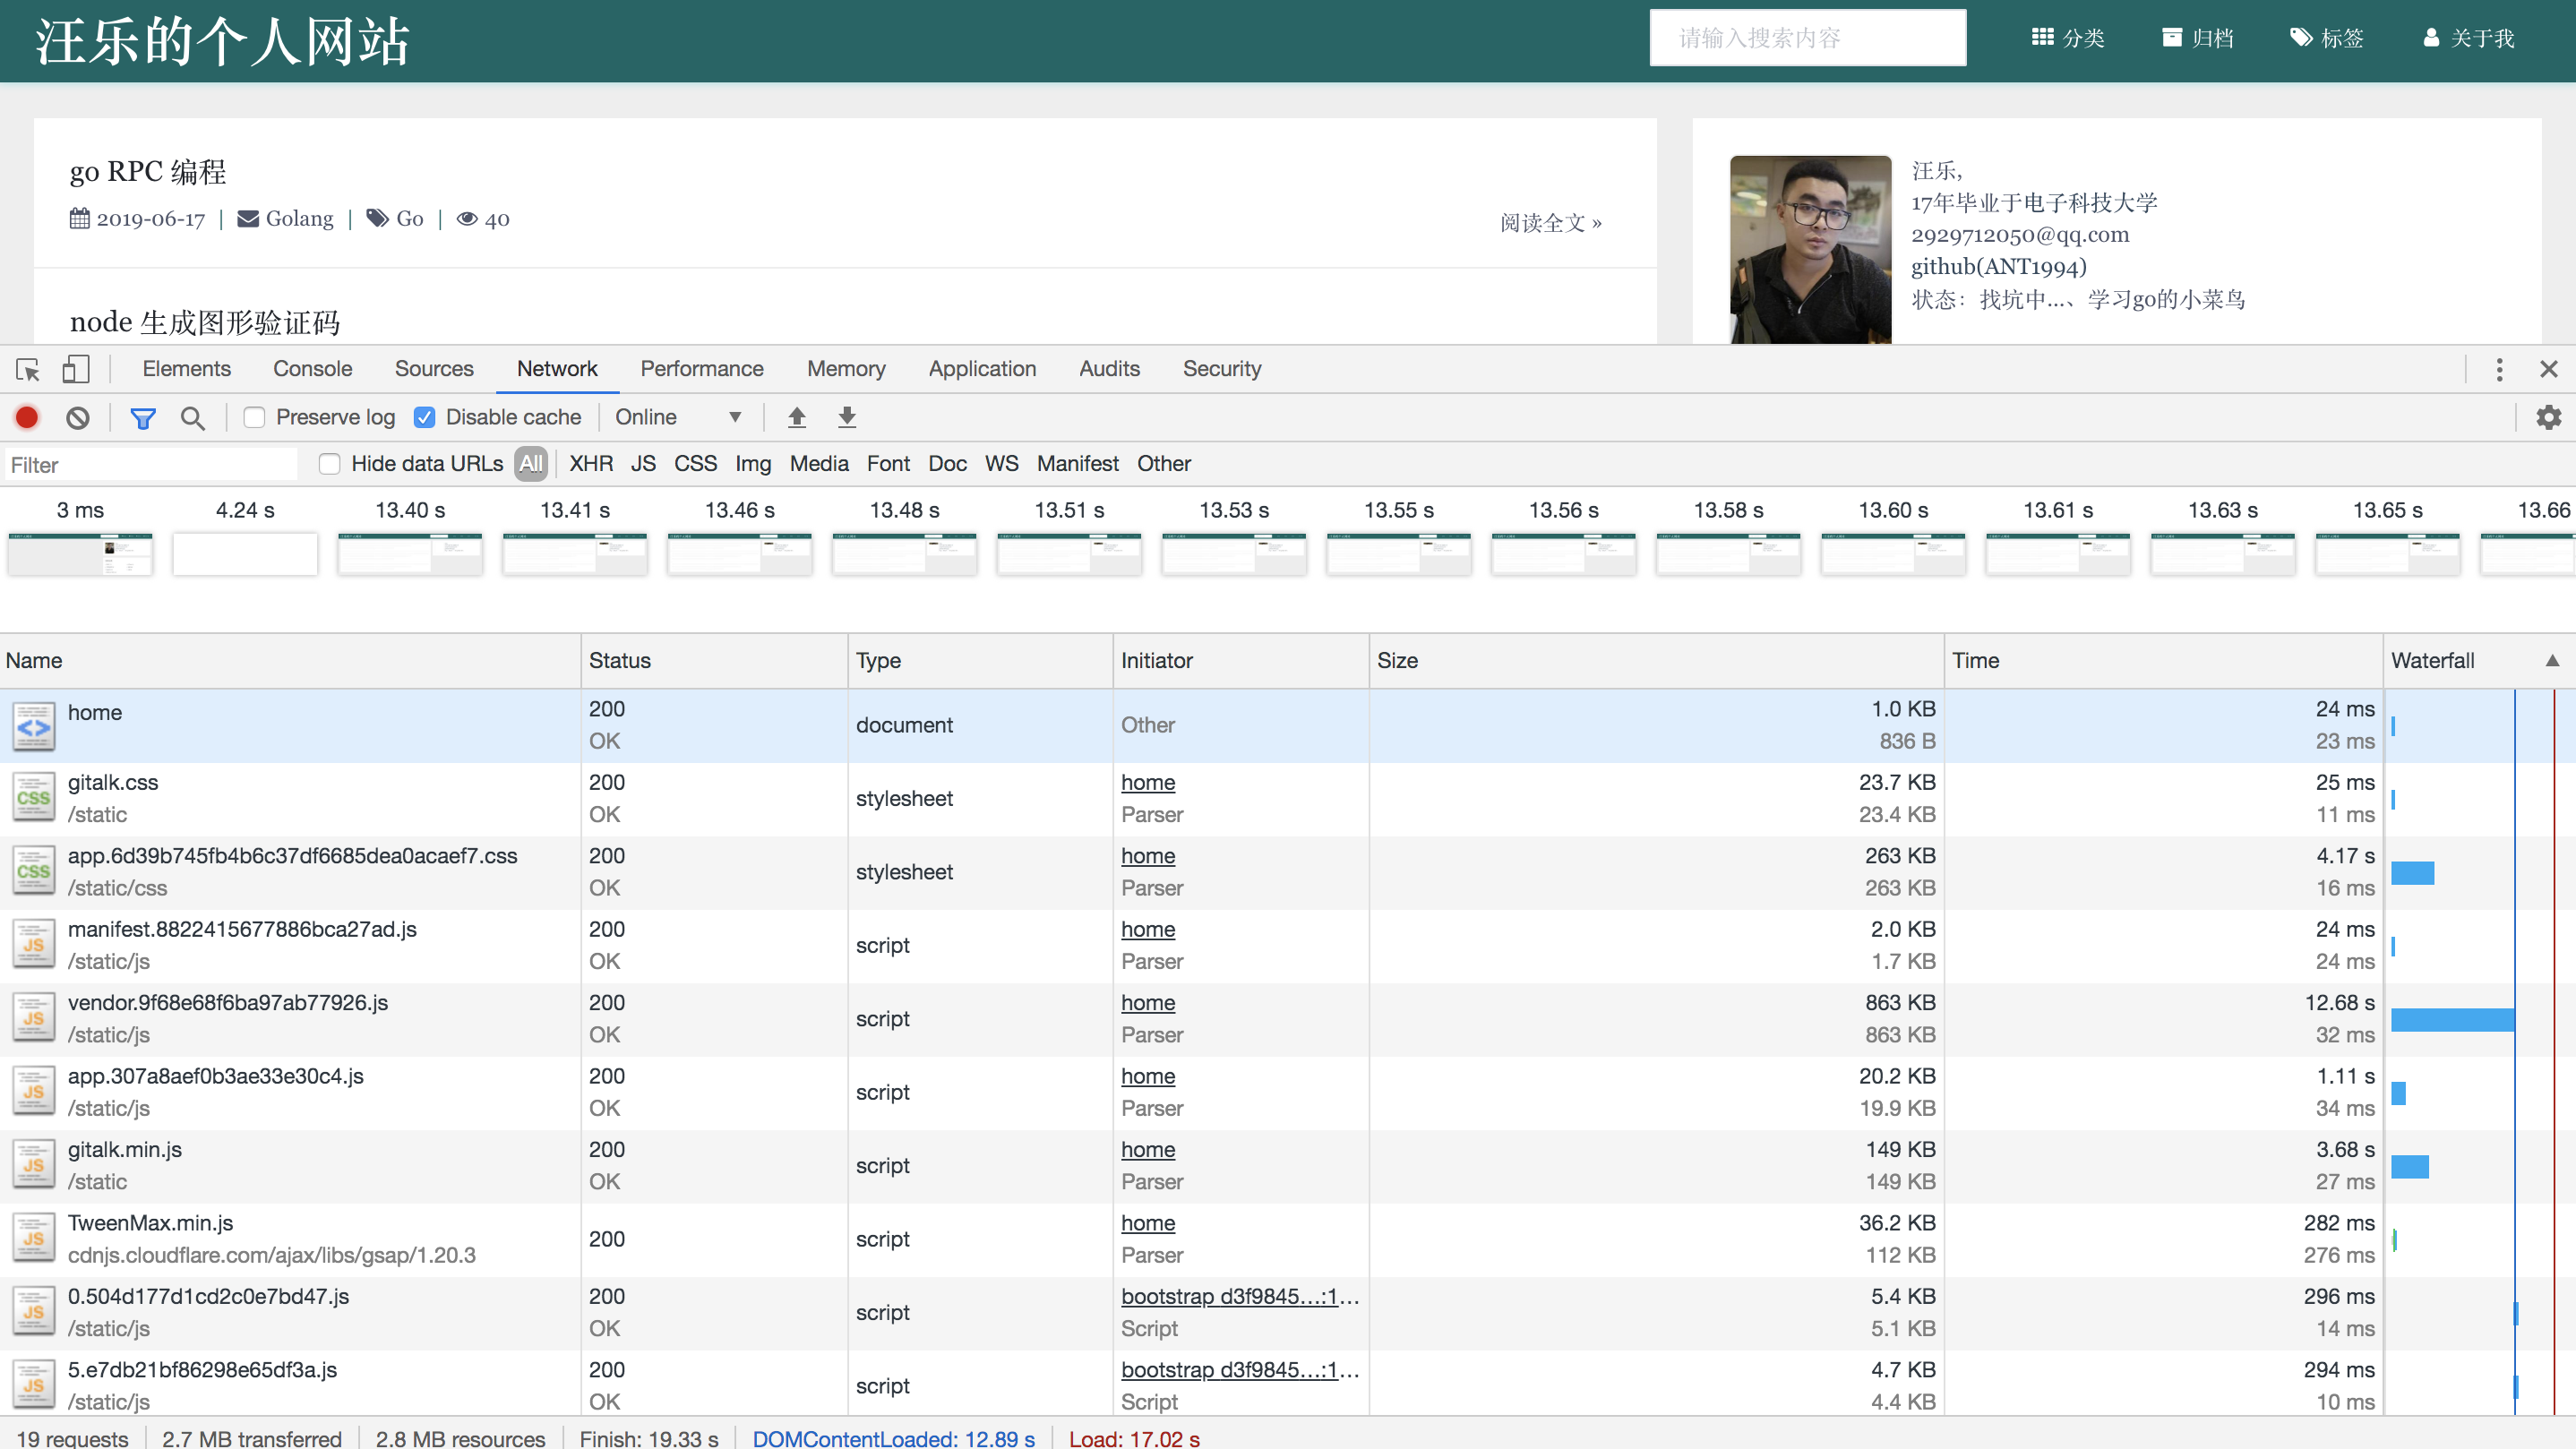 汪乐的个人网站
请输入搜索内容
分类
归档
标签
关于我
go RPC 编程
2019-06-17 | Golang | Go | 40
阅读全文 »
node 生成图形验证码
汪乐,
17年毕业于电子科技大学
2929712050@qq.com
github(ANT1994)
状态：找坑中...、学习go的小菜鸟
Elements Console Sources Network Performance Memory Application Audits Security
Preserve log Disable cache Online
Filter Hide data URLs All XHR JS CSS Img Media Font Doc WS Manifest Other
3 ms 4.24 s 13.40 s 13.41 s 13.46 s 13.48 s 13.51 s 13.53 s 13.55 s 13.56 s 13.58 s 13.60 s 13.61 s 13.63 s 13.65 s 13.66
Name Status Type Initiator Size Time Waterfall
home 200 document Other 1.0 KB 24 ms
OK 836 B 23 ms
gitalk.css 200 stylesheet home 23.7 KB 25 ms
/static OK Parser 23.4 KB 11 ms
app.6d39b745fb4b6c37df6685dea0acaef7.css 200 stylesheet home 263 KB 4.17 s
/static/css OK Parser 263 KB 16 ms
manifest.8822415677886bca27ad.js 200 script home 2.0 KB 24 ms
/static/js OK Parser 1.7 KB 24 ms
vendor.9f68e68f6ba97ab77926.js 200 script home 863 KB 12.68 s
/static/js OK Parser 863 KB 32 ms
app.307a8aef0b3ae33e30c4.js 200 script home 20.2 KB 1.11 s
/static/js OK Parser 19.9 KB 34 ms
gitalk.min.js 200 script home 149 KB 3.68 s
/static OK Parser 149 KB 27 ms
TweenMax.min.js 200 script home 36.2 KB 282 ms
cdnjs.cloudflare.com/ajax/libs/gsap/1.20.3 Parser 112 KB 276 ms
0.504d177d1cd2c0e7bd47.js 200 script bootstrap d3f9845…:1… 5.4 KB 296 ms
/static/js OK Script 5.1 KB 14 ms
5.e7db21bf86298e65df3a.js 200 script bootstrap d3f9845…:1… 4.7 KB 294 ms
/static/js OK Script 4.4 KB 10 ms
19 requests 2.7 MB transferred 2.8 MB resources Finish: 19.33 s DOMContentLoaded: 12.89 s Load: 17.02 s